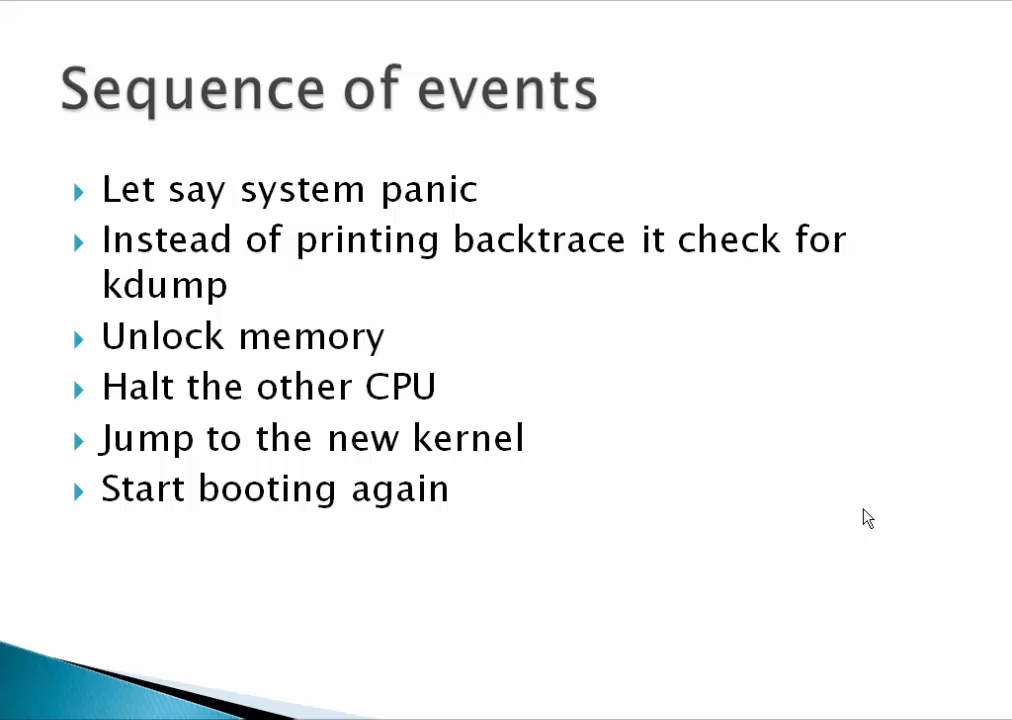 Sequence of events
Let say system panic
Instead of printing backtrace it check for
kdump
Unlock memory
Halt the other CPU
Jump to the new kernel
Start booting again